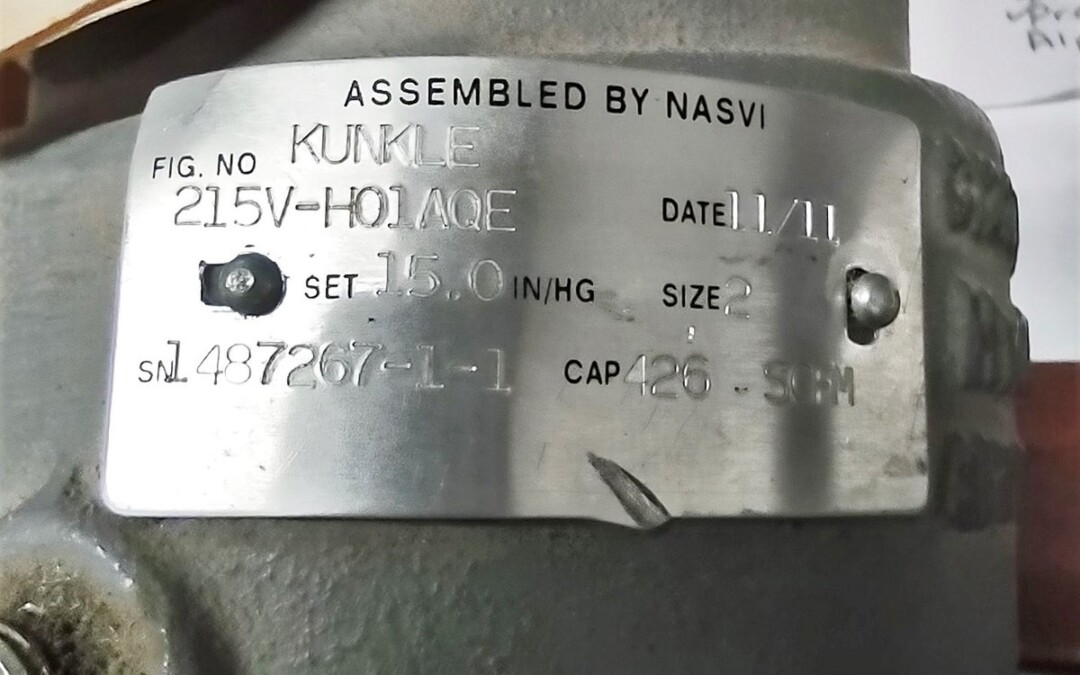 ASSEMBLED BY NASVI
FIG. NO KUNKLE
215V-H01AQE DATE 11/11
SET 15.0 IN/HG SIZE 2
SN 1487267-1-1 CAP 426 - SCFM